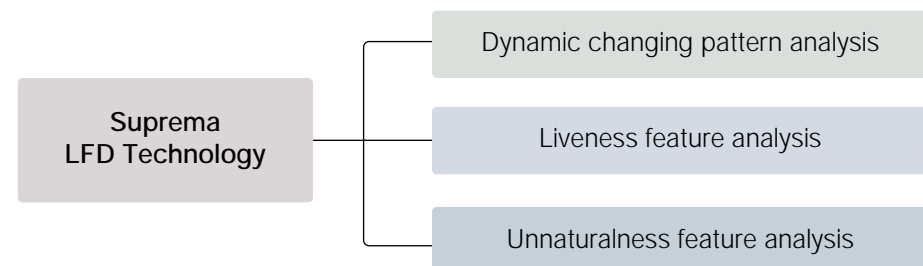 Suprema
LFD Technology
Dynamic changing pattern analysis
Liveness feature analysis
Unnaturalness feature analysis